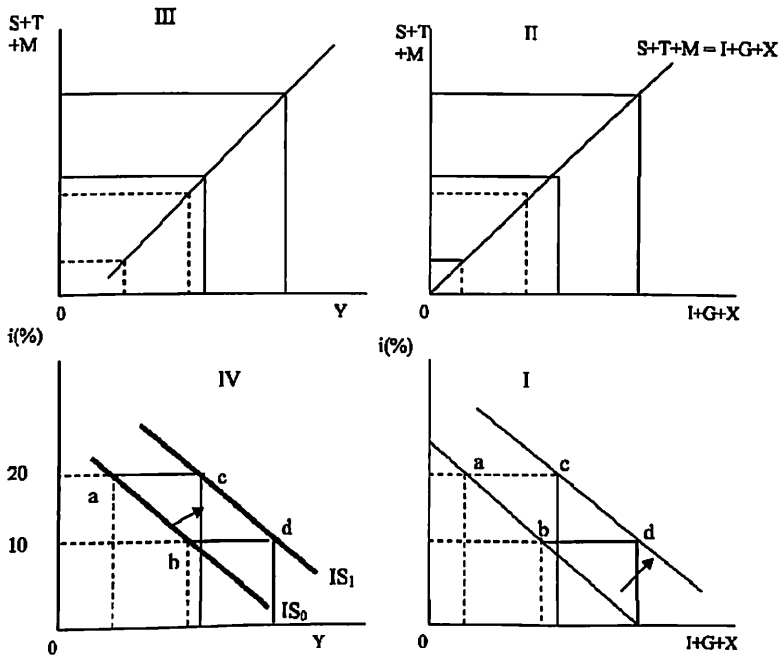 S+T
+M
III
0
Y
S+T
+M
II
S+T+M = I+G+X
0
I+G+X
i(%)
IV
20
10
a
b
c
d
IS₁
IS₀
0
Y
i(%)
I
a
b
c
d
0
I+G+X